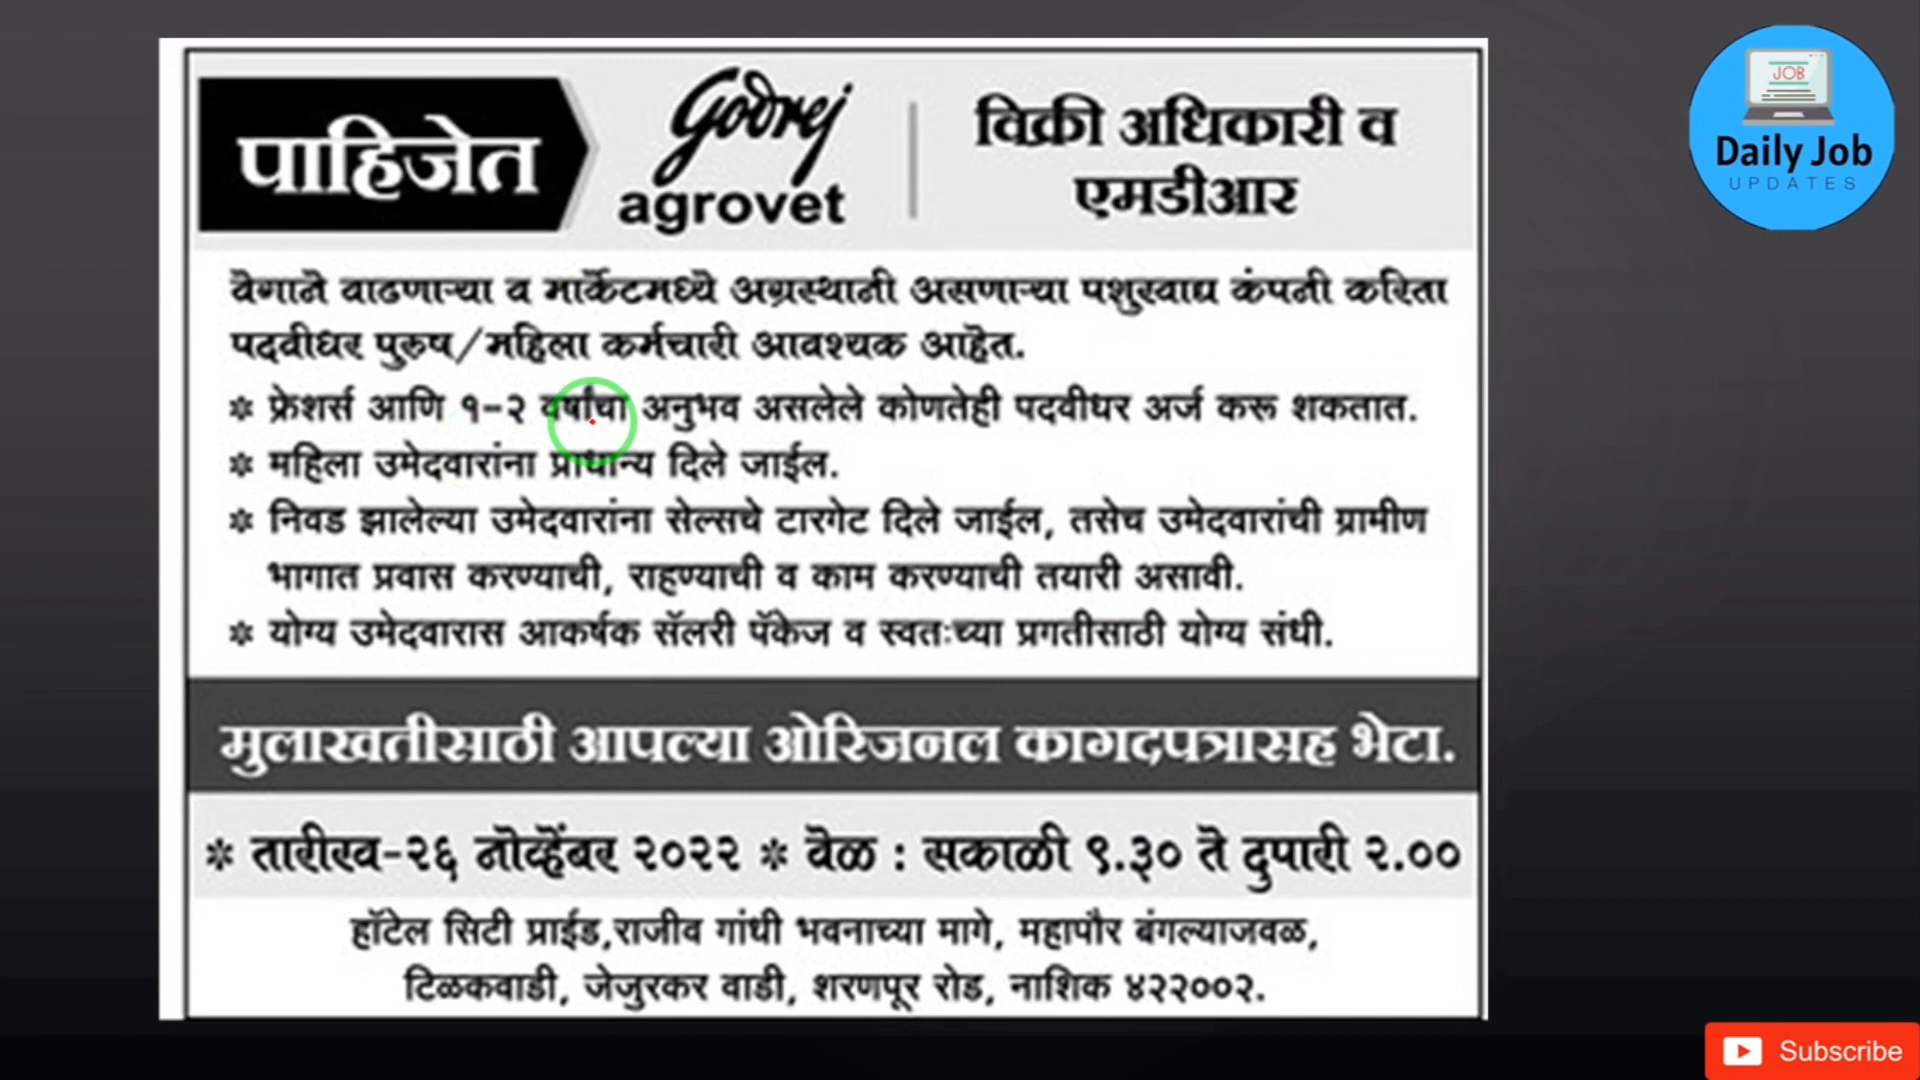 पाहिजेत
Godrej
agrovet
विक्री अधिकारी व
एमडीआर
वेगाने वाढणाऱ्या व मार्केटमध्ये अग्रस्थानी असणाऱ्या पशुखाद्य कंपनी करिता
पदवीधर पुरुष/महिला कर्मचारी आवश्यक आहेत.
* फ्रेशर्स आणि १-२ वर्षांचा अनुभव असलेले कोणतेही पदवीधर अर्ज करू शकतात.
* महिला उमेदवारांना प्राधान्य दिले जाईल.
* निवड झालेल्या उमेदवारांना सेल्सचे टारगेट दिले जाईल, तसेच उमेदवारांची ग्रामीण
भागात प्रवास करण्याची, राहण्याची व काम करण्याची तयारी असावी.
* योग्य उमेदवारास आकर्षक सॅलरी पॅकेज व स्वतःच्या प्रगतीसाठी योग्य संधी.
मुलाखतीसाठी आपल्या ओरिजनल कागदपत्रासह भेटा.
* तारीख-२६ नोव्हेंबर २०२२ * वेळ : सकाळी ९.३० ते दुपारी २.००
हॉटेल सिटी प्राईड,राजीव गांधी भवनाच्या मागे, महापौर बंगल्याजवळ,
टिळकवाडी, जेजुरकर वाडी, शरणपूर रोड, नाशिक ४२२००२.
JOB
Daily Job
UPDATES
Subscribe